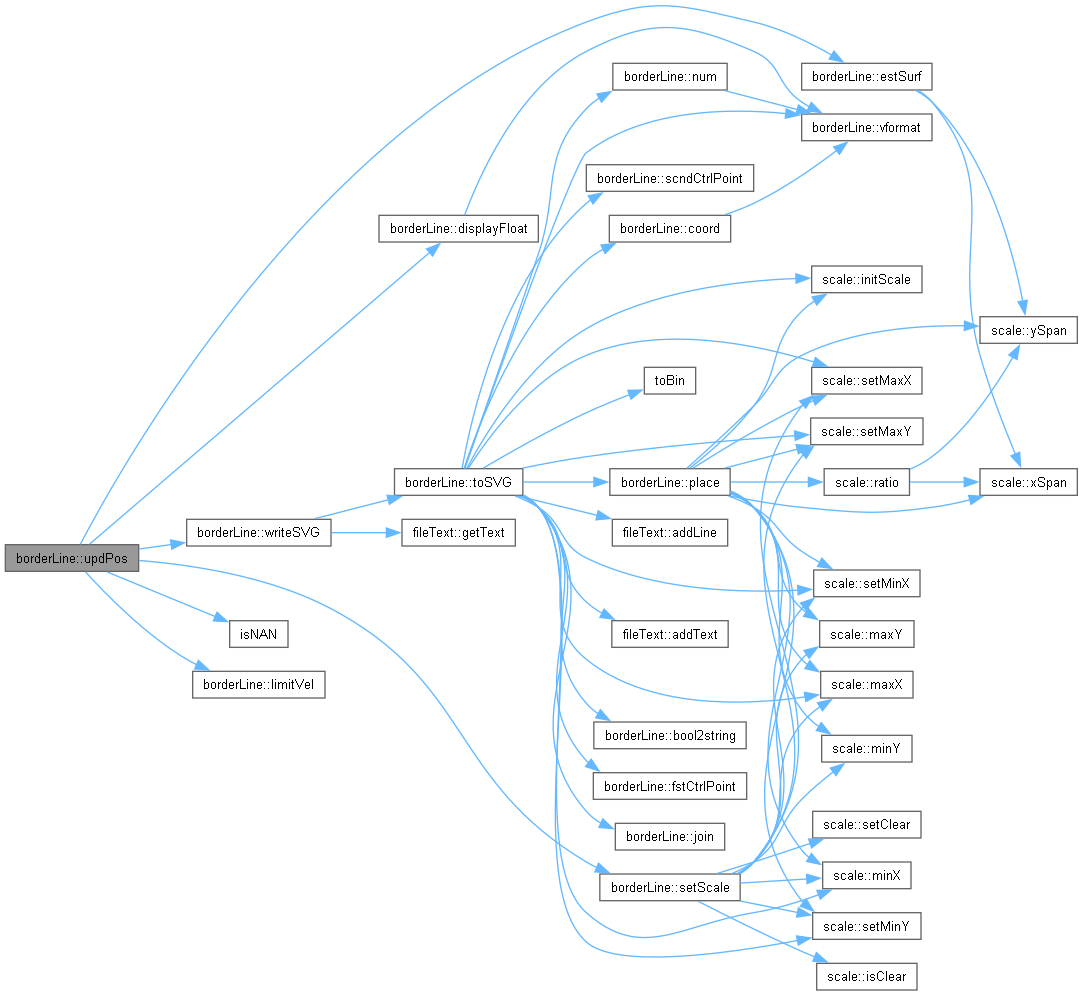 borderLine::updPos
borderLine::displayFloat
borderLine::writeSVG
isNAN
borderLine::limitVel
borderLine::toSVG
fileText::getText
borderLine::num
borderLine::scndCtrlPoint
borderLine::coord
toBin
borderLine::place
fileText::addLine
fileText::addText
borderLine::bool2string
borderLine::fstCtrlPoint
borderLine::join
borderLine::setScale
borderLine::estSurf
borderLine::vformat
scale::initScale
scale::setMaxX
scale::setMaxY
scale::ratio
scale::setMinX
scale::maxY
scale::maxX
scale::minY
scale::setClear
scale::minX
scale::setMinY
scale::isClear
scale::ySpan
scale::xSpan